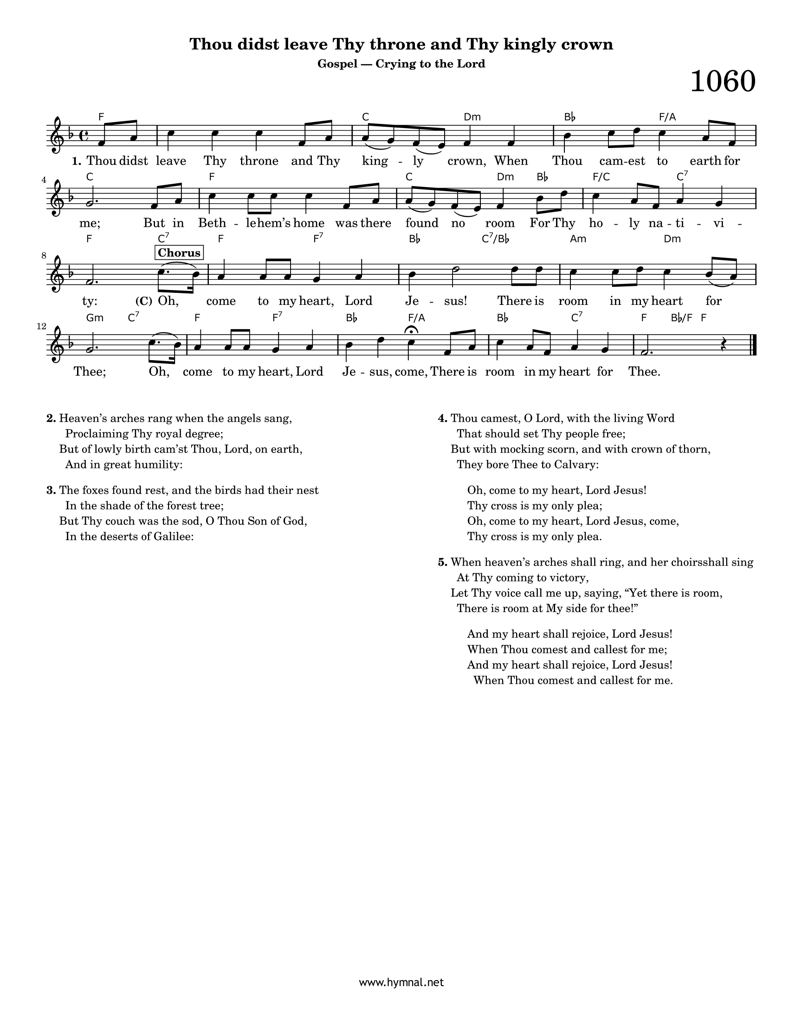 Thou didst leave Thy throne and Thy kingly crown
Gospel — Crying to the Lord
1060
F C Dm B♭ F/A
1. Thou didst leave Thy throne and Thy king - ly crown, When Thou cam-est to earth for
4 C F C Dm B♭ F/C C7
me; But in Beth - lehem's home was there found no room For Thy ho - ly na - ti - vi -
F C7 F F7 B♭ C7/B♭ Am Dm
8 Chorus
ty: (C) Oh, come to my heart, Lord Je - sus! There is room in my heart for
12 Gm C7 F F7 B♭ F/A B♭ C7 F B♭/F F
Thee; Oh, come to my heart, Lord Je - sus, come, There is room in my heart for Thee.
2. Heaven's arches rang when the angels sang,
Proclaiming Thy royal degree;
But of lowly birth cam'st Thou, Lord, on earth,
And in great humility:
3. The foxes found rest, and the birds had their nest
In the shade of the forest tree;
But Thy couch was the sod, O Thou Son of God,
In the deserts of Galilee:
4. Thou camest, O Lord, with the living Word
That should set Thy people free;
But with mocking scorn, and with crown of thorn,
They bore Thee to Calvary:
Oh, come to my heart, Lord Jesus!
Thy cross is my only plea;
Oh, come to my heart, Lord Jesus, come,
Thy cross is my only plea.
5. When heaven's arches shall ring, and her choirsshall sing
At Thy coming to victory,
Let Thy voice call me up, saying, “Yet there is room,
There is room at My side for thee!”
And my heart shall rejoice, Lord Jesus!
When Thou comest and callest for me;
And my heart shall rejoice, Lord Jesus!
When Thou comest and callest for me.
www.hymnal.net